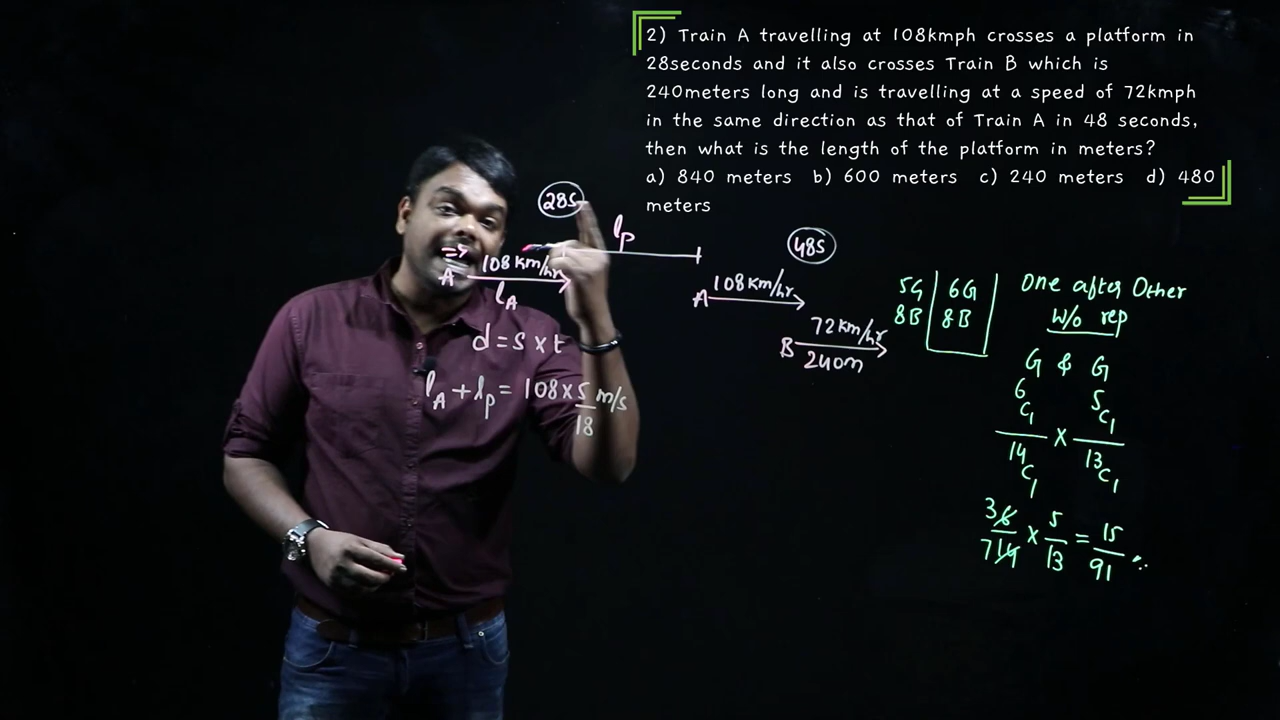 2) Train A travelling at 108kmph crosses a platform in
28seconds and it also crosses Train B which is
240meters long and is travelling at a speed of 72kmph
in the same direction as that of Train A in 48 seconds,
then what is the length of the platform in meters?
a) 840 meters b) 600 meters c) 240 meters d) 480
meters
28s
lp
=>
A 108 km/hr
lA
d = s x t
lA + lp = 108 x 5/18 m/s
48s
A 108 km/hr
B 72 km/hr
240m
5G 6G
8B 8B
One after Other
w/o rep
G & G
6C1/14C1 x 5C1/13C1
3 6/7 14 x 5/13 = 15/91